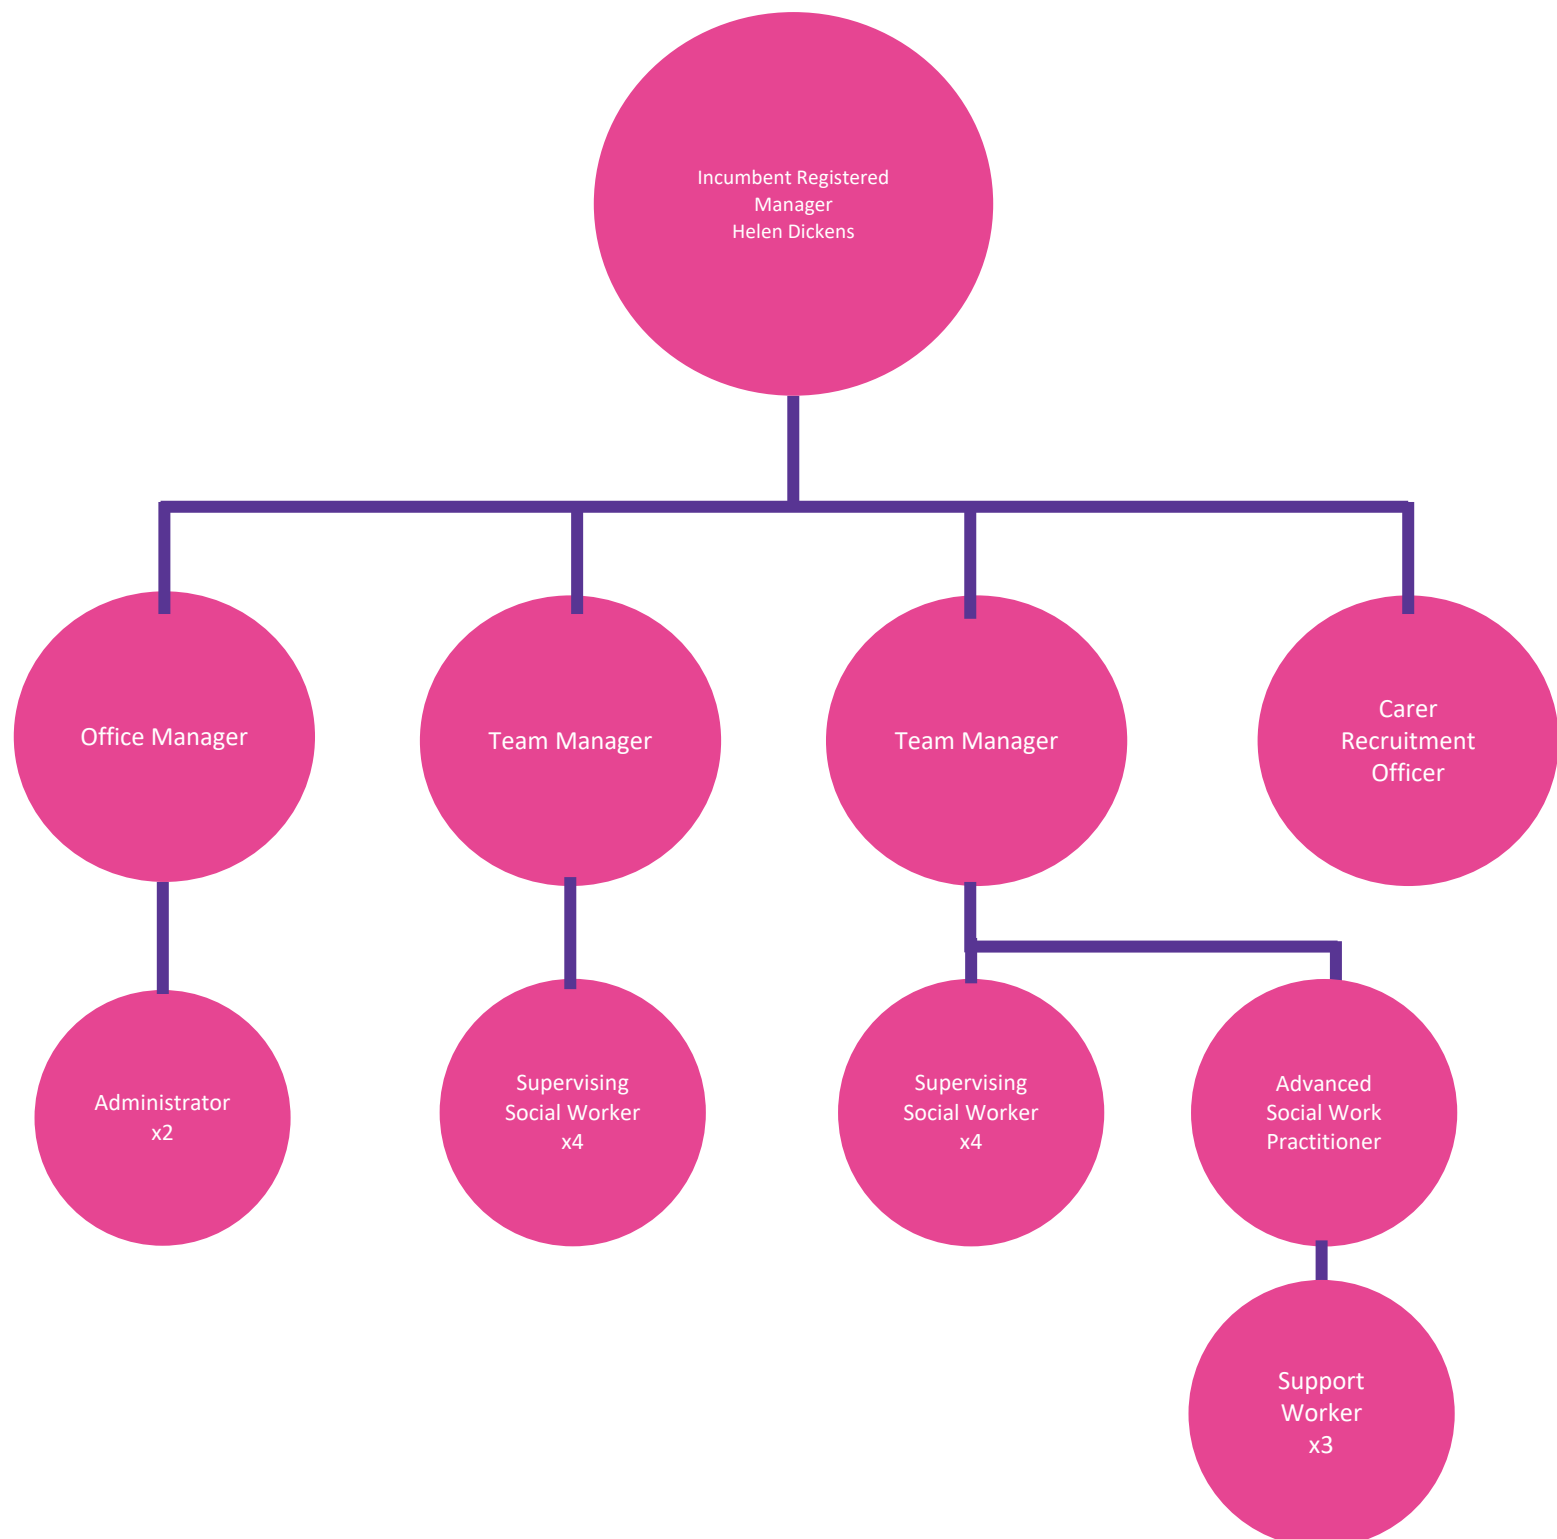 Incumbent Registered
Manager
Helen Dickens
Office Manager
Team Manager
Team Manager
Carer
Recruitment
Officer
Administrator
x2
Supervising
Social Worker
x4
Supervising
Social Worker
x4
Advanced
Social Work
Practitioner
Support
Worker
x3